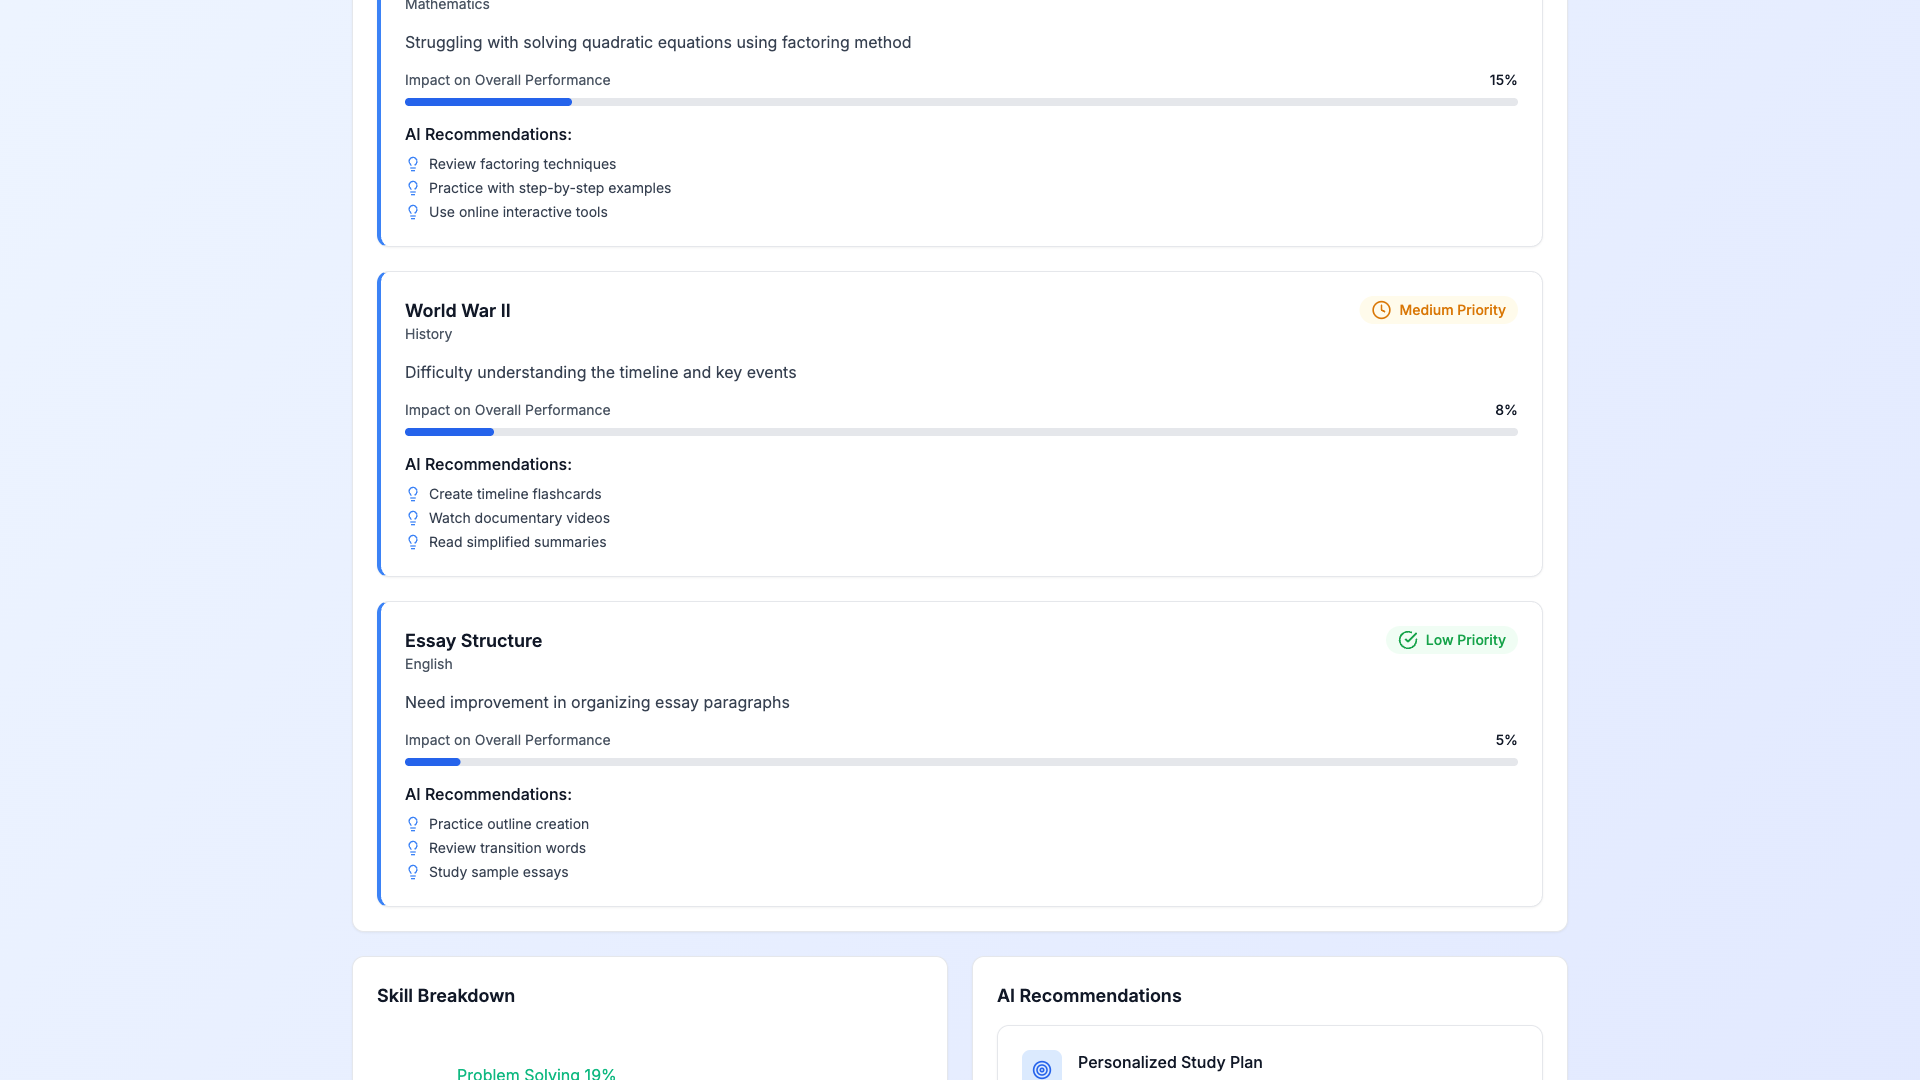 Mathematics
Struggling with solving quadratic equations using factoring method
Impact on Overall Performance 15%
AI Recommendations:
Review factoring techniques
Practice with step-by-step examples
Use online interactive tools
World War II
Medium Priority
History
Difficulty understanding the timeline and key events
Impact on Overall Performance 8%
AI Recommendations:
Create timeline flashcards
Watch documentary videos
Read simplified summaries
Essay Structure
Low Priority
English
Need improvement in organizing essay paragraphs
Impact on Overall Performance 5%
AI Recommendations:
Practice outline creation
Review transition words
Study sample essays
Skill Breakdown
Problem Solving 19%
AI Recommendations
Personalized Study Plan